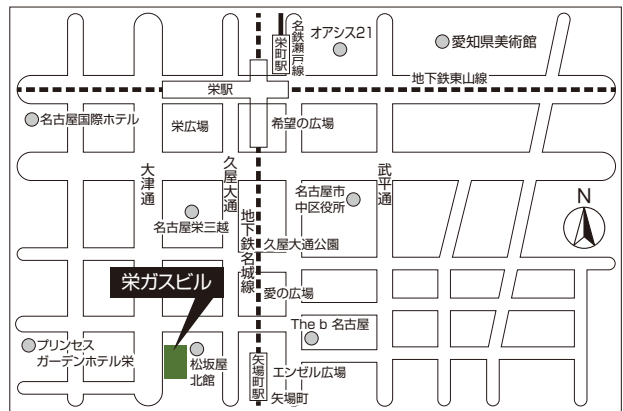 オアシス21
愛知県美術館
名鉄瀬戸線
栄町駅
地下鉄東山線
栄駅
名古屋国際ホテル
栄広場
希望の広場
大津通
久屋大通
武平通
名古屋市
中区役所
名古屋栄三越
地下鉄名城線
久屋大通公園
N
栄ガスビル
愛の広場
The b 名古屋
プリンセス
ガーデンホテル栄
松坂屋
北館
矢場町駅
エンゼル広場
矢場町